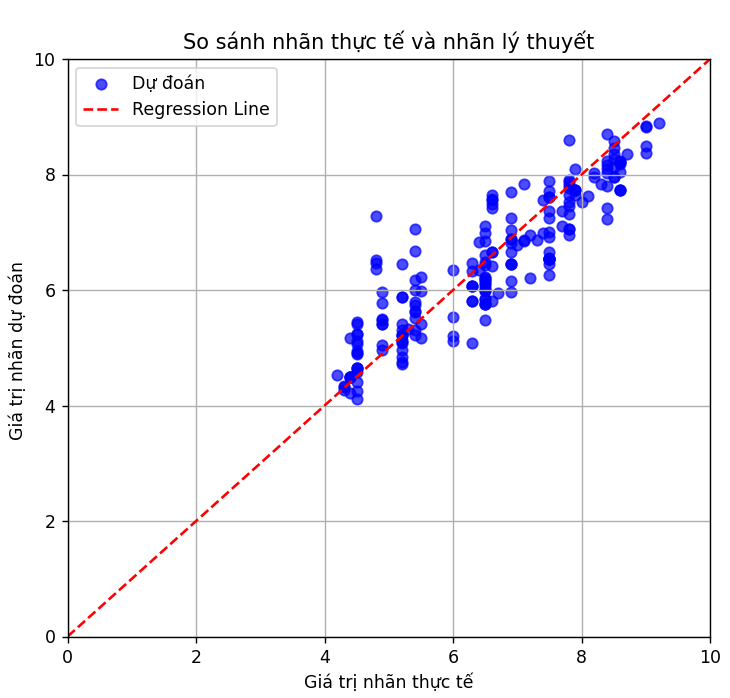 So sánh nhãn thực tế và nhãn lý thuyết
Dự đoán
Regression Line
Giá trị nhãn dự đoán
10
8
6
4
2
0
0 2 4 6 8 10
Giá trị nhãn thực tế